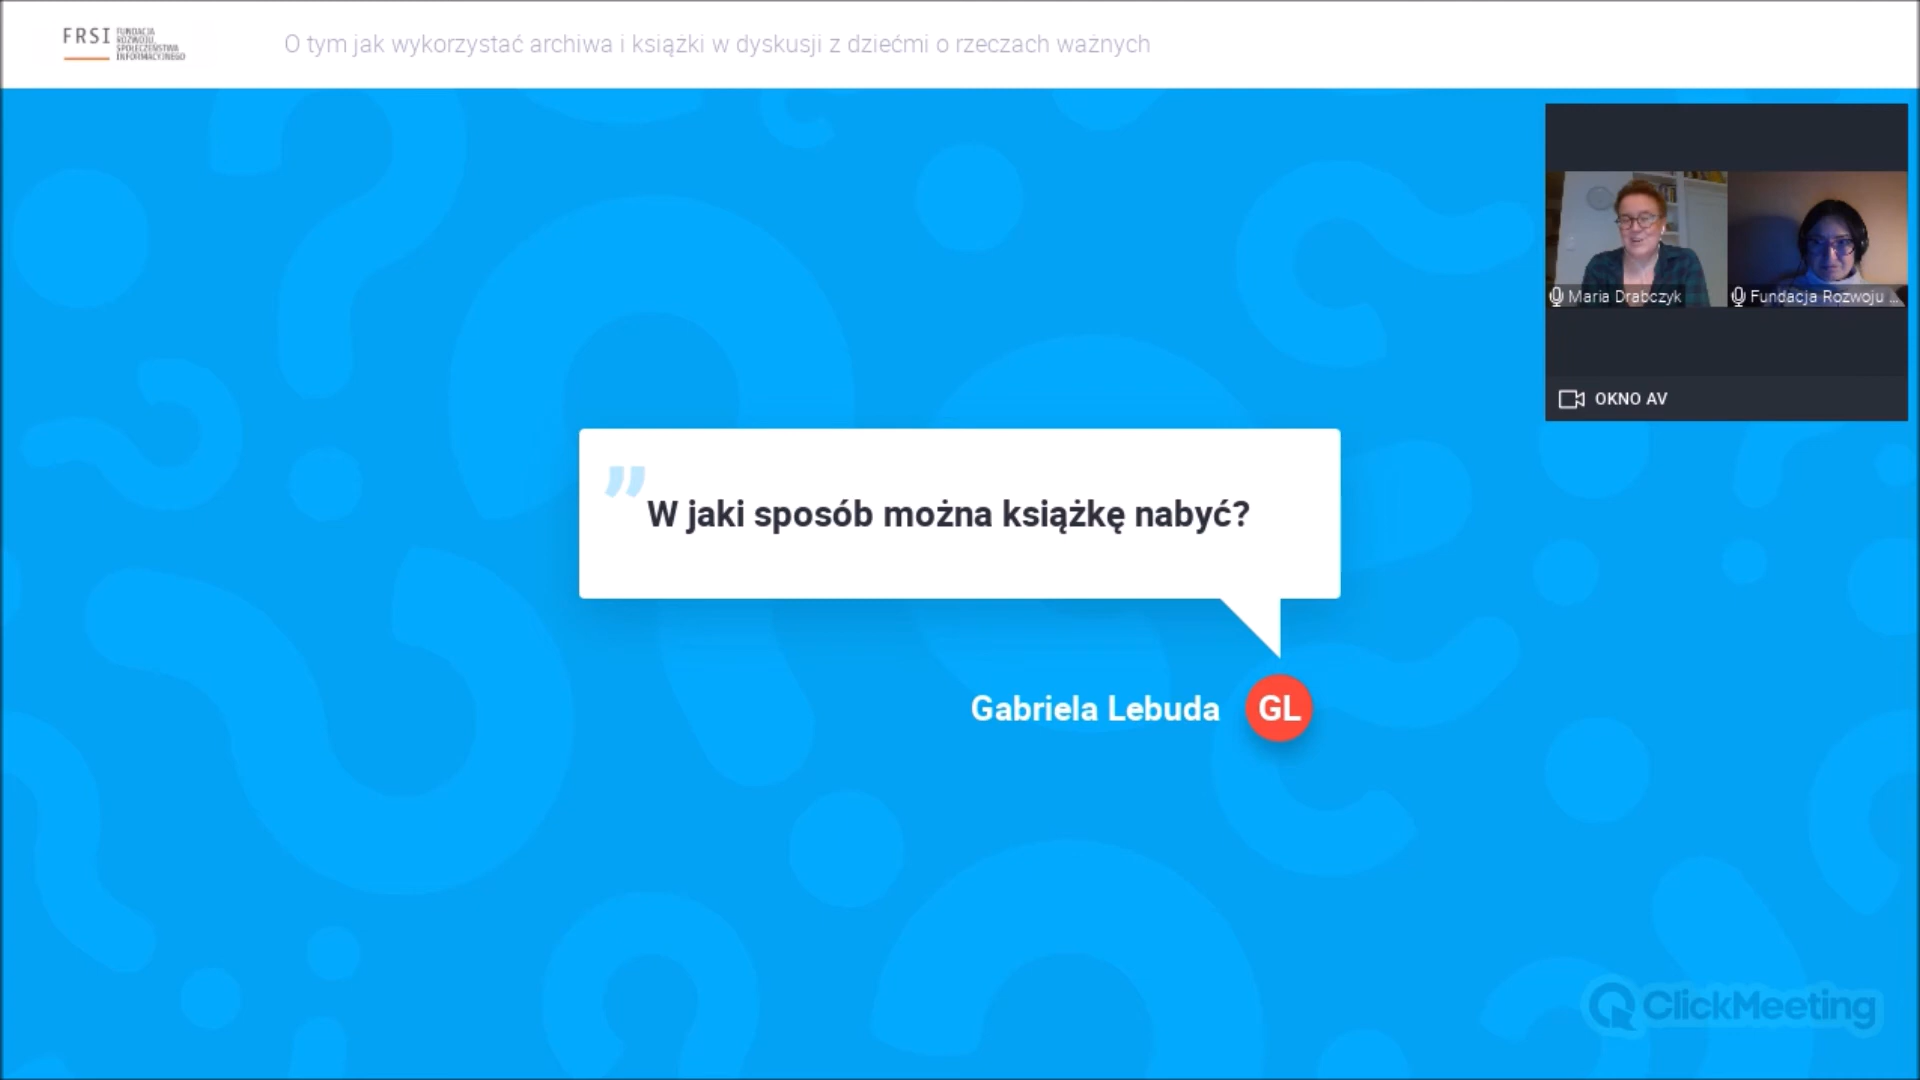 FRSI FUNDACJA
ROZWOJU
SPOŁECZEŃSTWA
INFORMACYJNEGO
O tym jak wykorzystać archiwa i książki w dyskusji z dziećmi o rzeczach ważnych
Maria Drabczyk
Fundacja Rozwoju ...
OKNO AV
” W jaki sposób można książkę nabyć?
Gabriela Lebuda GL
ClickMeeting